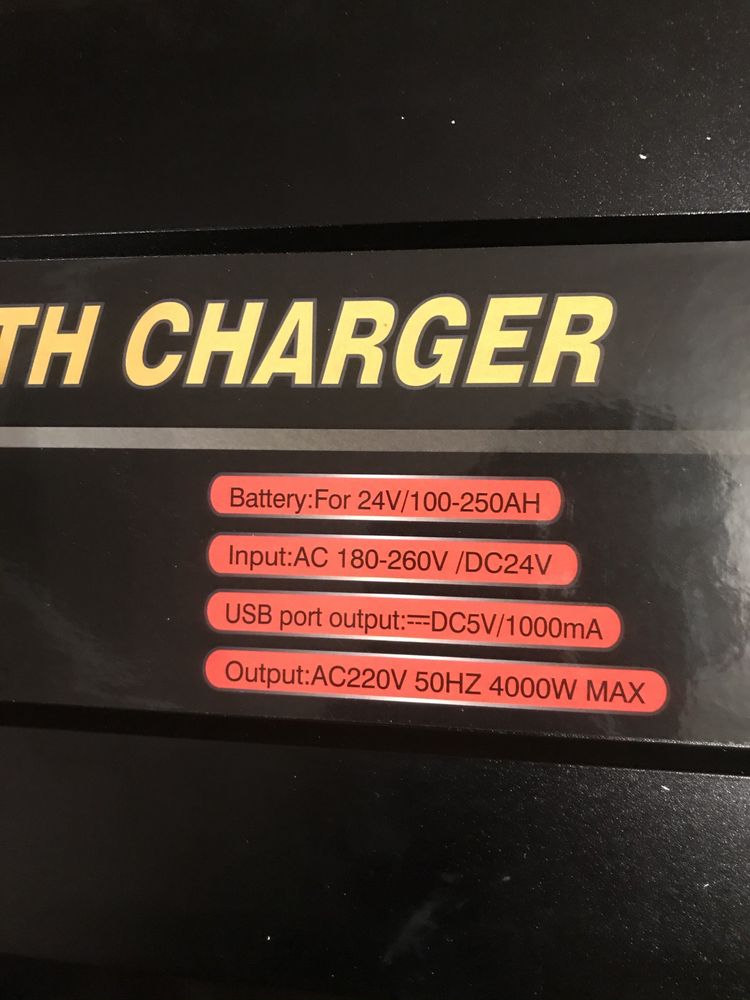 TH CHARGER
Battery:For 24V/100-250AH
Input:AC 180-260V /DC24V
USB port output:⎓DC5V/1000mA
Output:AC220V 50HZ 4000W MAX